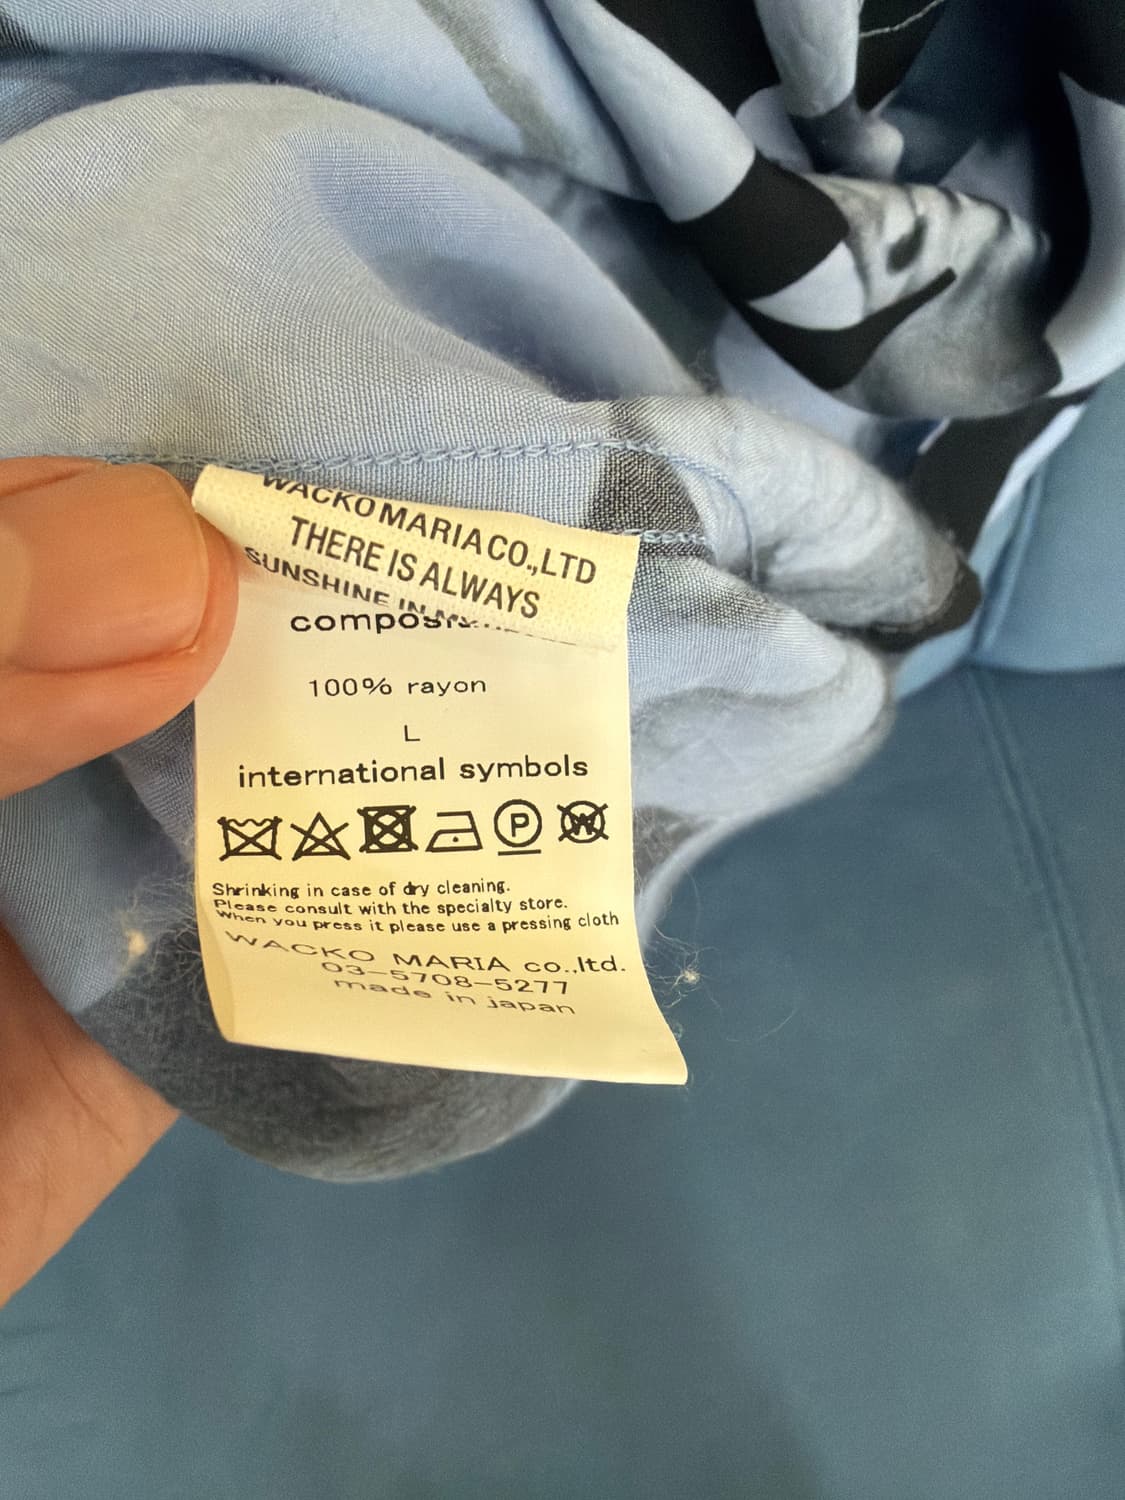 WACKO MARIA CO.,LTD
THERE IS ALWAYS
SUNSHINE IN
100% rayon
L
international symbols
P W
Shrinking in case of dry cleaning.
Please consult with the specialty store.
When you press it please use a pressing cloth
WACKO MARIA co.,ltd.
03-5708-5277
made in japan